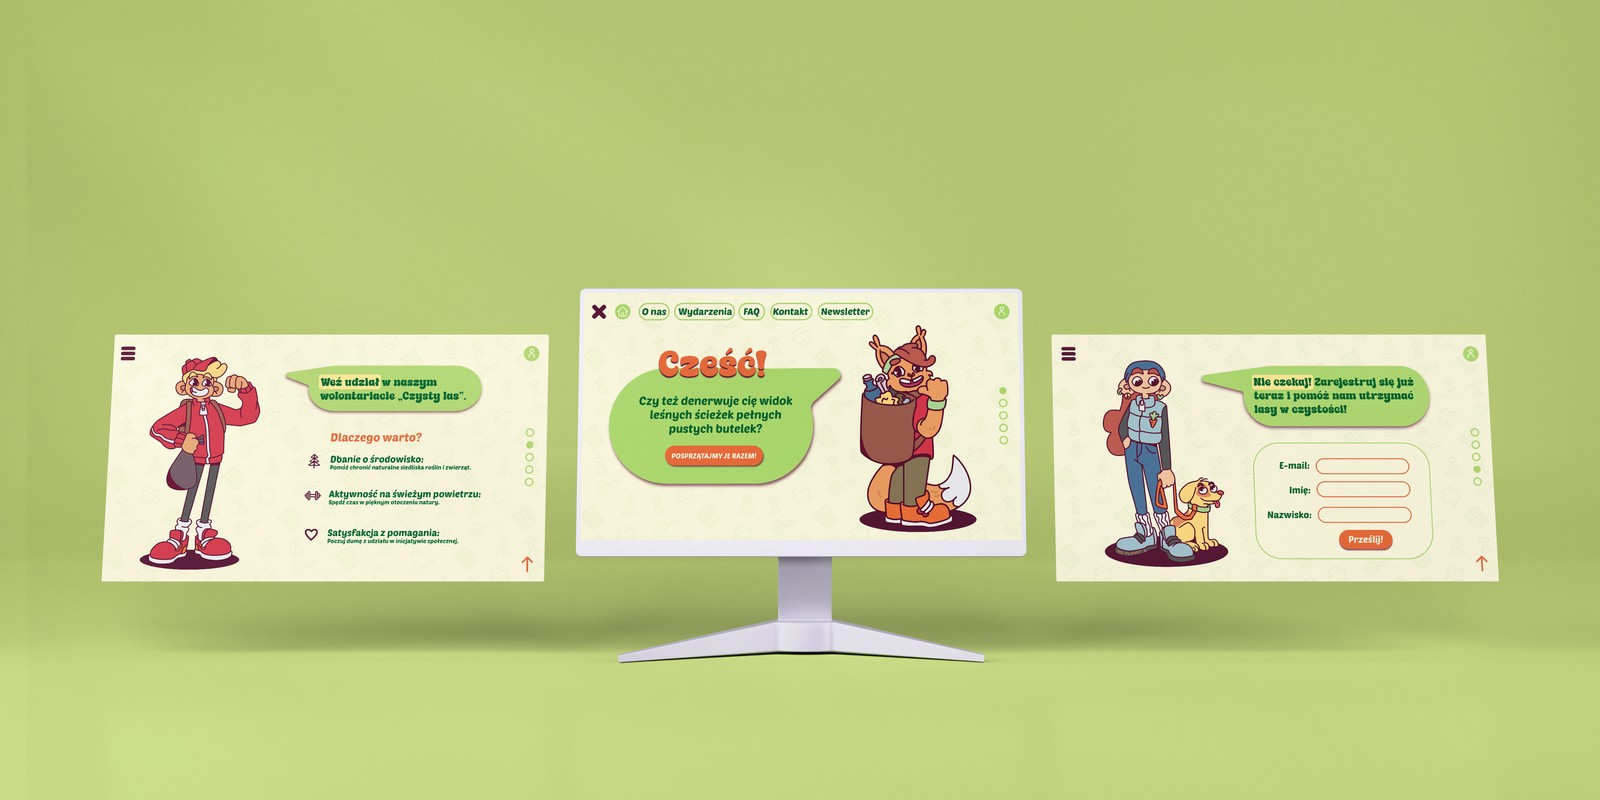 Weź udział w naszym
wolontariacie „Czysty las".
Dlaczego warto?
Dbanie o środowisko:
Pomóż chronić naturalne siedliska roślin i zwierząt.
Aktywność na świeżym powietrzu:
Spędź czas w pięknym otoczeniu natury.
Satysfakcja z pomagania:
Poczuj dumę z udziału w inicjatywie społecznej.
O nas
Wydarzenia
FAQ
Kontakt
Newsletter
Cześć!
Czy też denerwuje cię widok
leśnych ścieżek pełnych
pustych butelek?
POSPRZĄTAJMY JE RAZEM!
Nie czekaj! Zarejestruj się już
teraz i pomóż nam utrzymać
lasy w czystości!
E-mail:
Imię:
Nazwisko:
Prześlij!